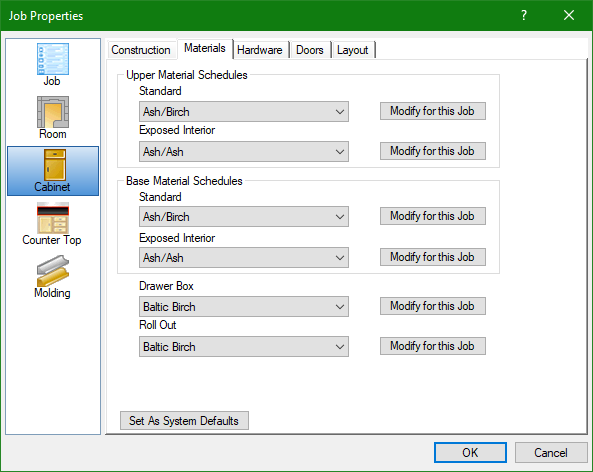 Job Properties
?
Job
Room
Cabinet
Counter Top
Molding
Construction Materials Hardware Doors Layout
Upper Material Schedules
Standard
Ash/Birch Modify for this Job
Exposed Interior
Ash/Ash Modify for this Job
Base Material Schedules
Standard
Ash/Birch Modify for this Job
Exposed Interior
Ash/Ash Modify for this Job
Drawer Box
Baltic Birch Modify for this Job
Roll Out
Baltic Birch Modify for this Job
Set As System Defaults
OK Cancel